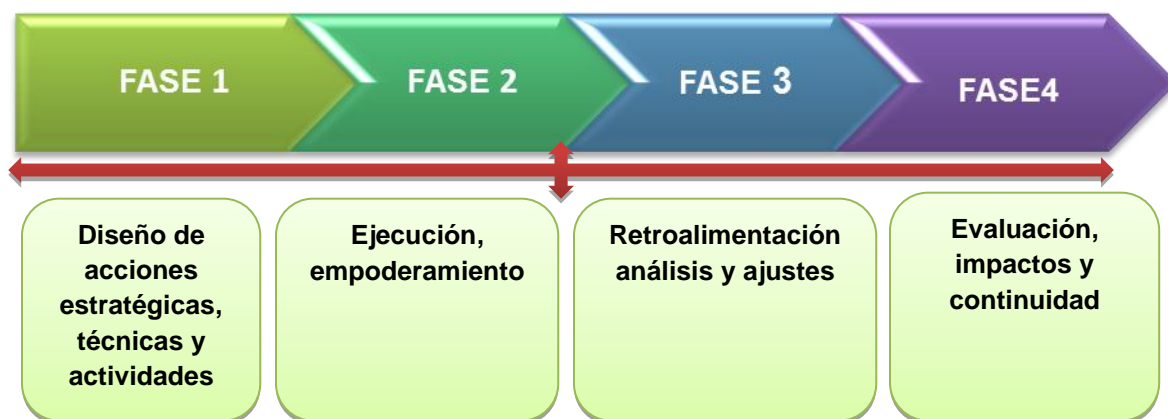 FASE 1
FASE 2
FASE 3
FASE4
Diseño de
acciones
estratégicas,
técnicas y
actividades
Ejecución,
empoderamiento
Retroalimentación
análisis y ajustes
Evaluación,
impactos y
continuidad